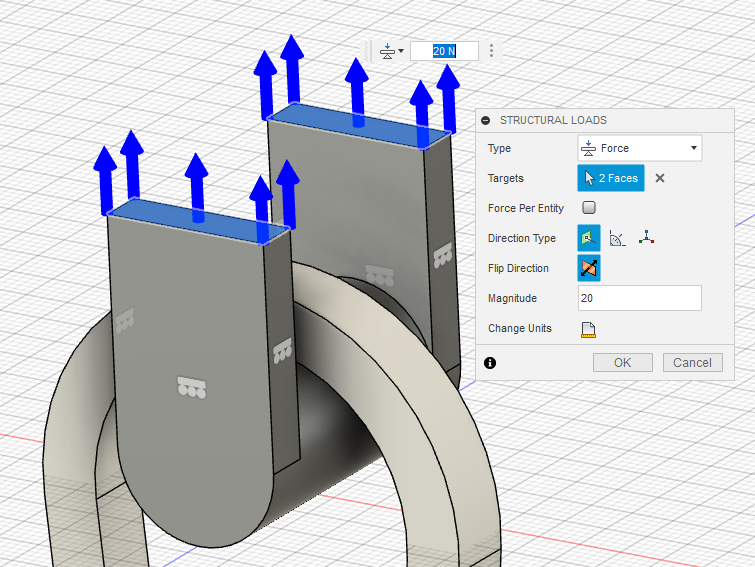 20 N
STRUCTURAL LOADS
Type Force
Targets 2 Faces
Force Per Entity
Direction Type
Flip Direction
Magnitude 20
Change Units
OK Cancel